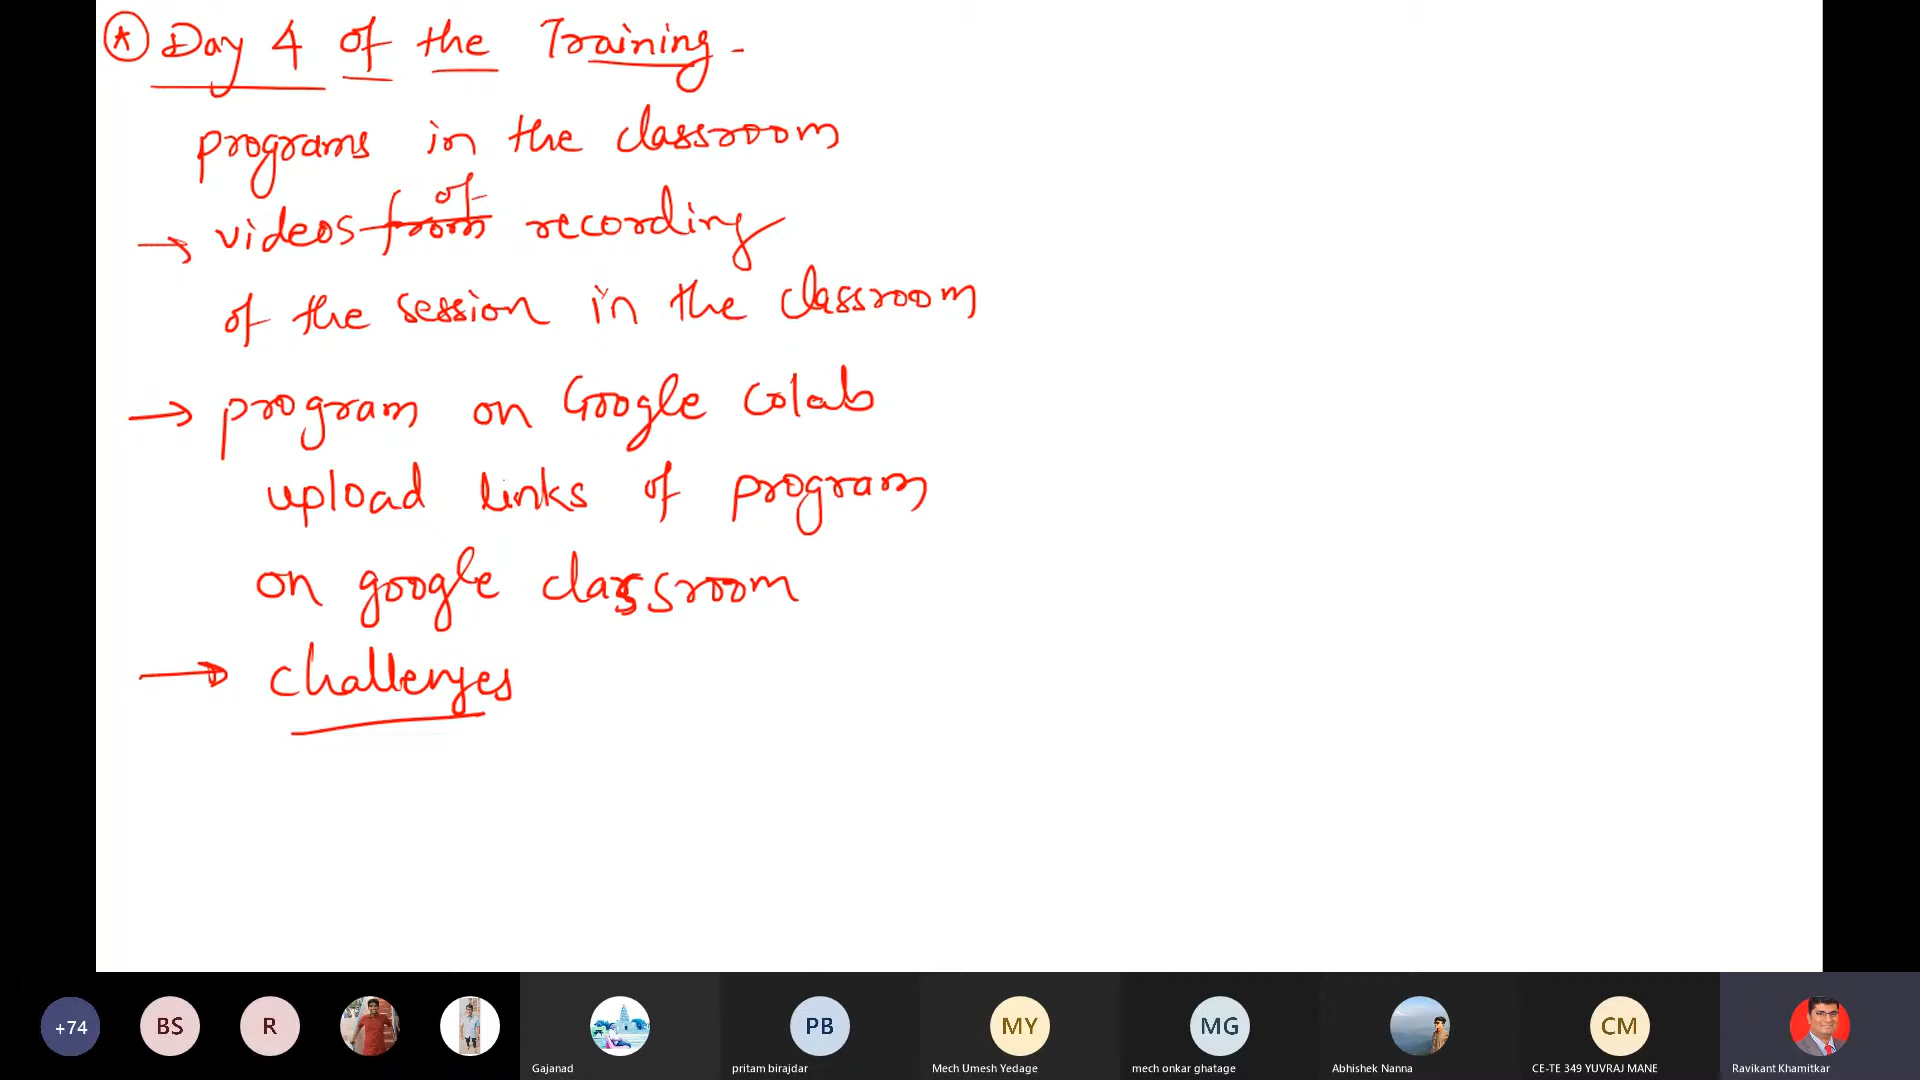 Day 4 of the Training -
programs in the classroom
→ videos from of recording
of the session in the classroom
→ program on Google Colab
upload links of program
on google classroom
→ challenges
+74 BS R PB MY MG CM
Gajanad pritam birajdar Mech Umesh Yedage mech onkar ghatage Abhishek Nanna CE-TE 349 YUVRAJ MANE Ravikant Khamitkar